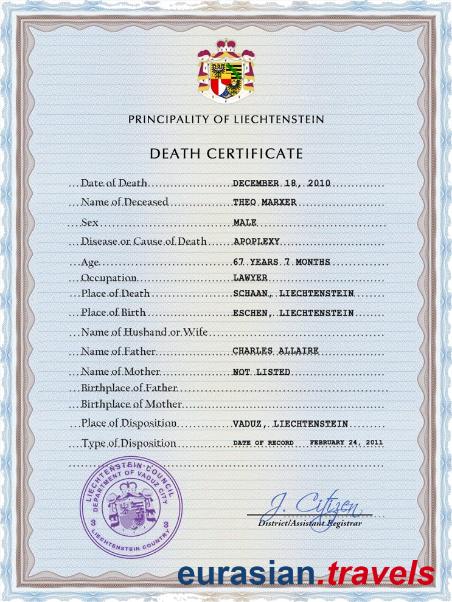 PRINCIPALITY OF LIECHTENSTEIN
DEATH CERTIFICATE
Date of Death DECEMBER 18, 2010
Name of Deceased THEO MARXER
Sex MALE
Disease or Cause of Death APOPLEXY
Age 67 YEARS 7 MONTHS
Occupation LAWYER
Place of Death SCHAAN, LIECHTENSTEIN
Place of Birth ESCHEN, LIECHTENSTEIN
Name of Husband or Wife
Name of Father CHARLES ALLAIRE
Name of Mother NOT LISTED
Birthplace of Father
Birthplace of Mother
Place of Disposition VADUZ, LIECHTENSTEIN
Type of Disposition DATE OF RECORD FEBRUARY 24, 2011
LIECHTERSTEIN COUNCIL
DEPARTMENT OF VADUZ CITY
3 3
LIECHTENSTEIN COUNTRY
J. Citizen
District/Assistant Registrar
eurasian.travels